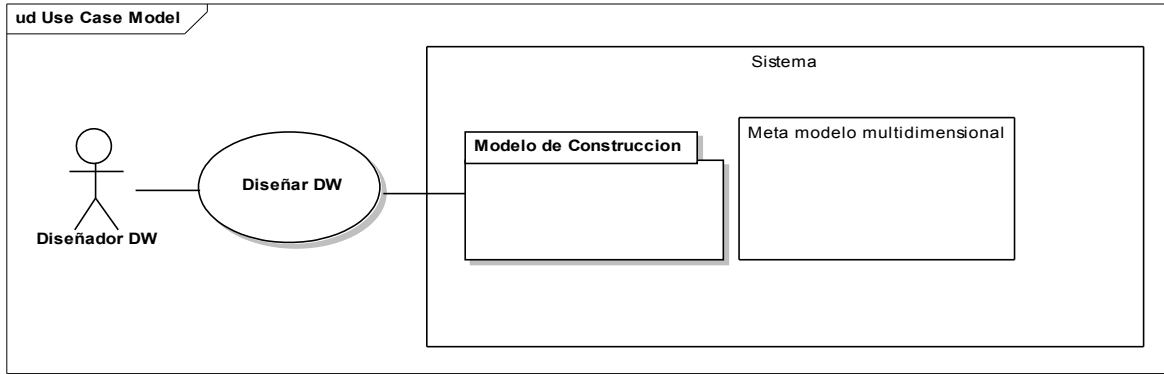 ud Use Case Model
Sistema
Meta modelo multidimensional
Modelo de Construccion
Diseñar DW
Diseñador DW